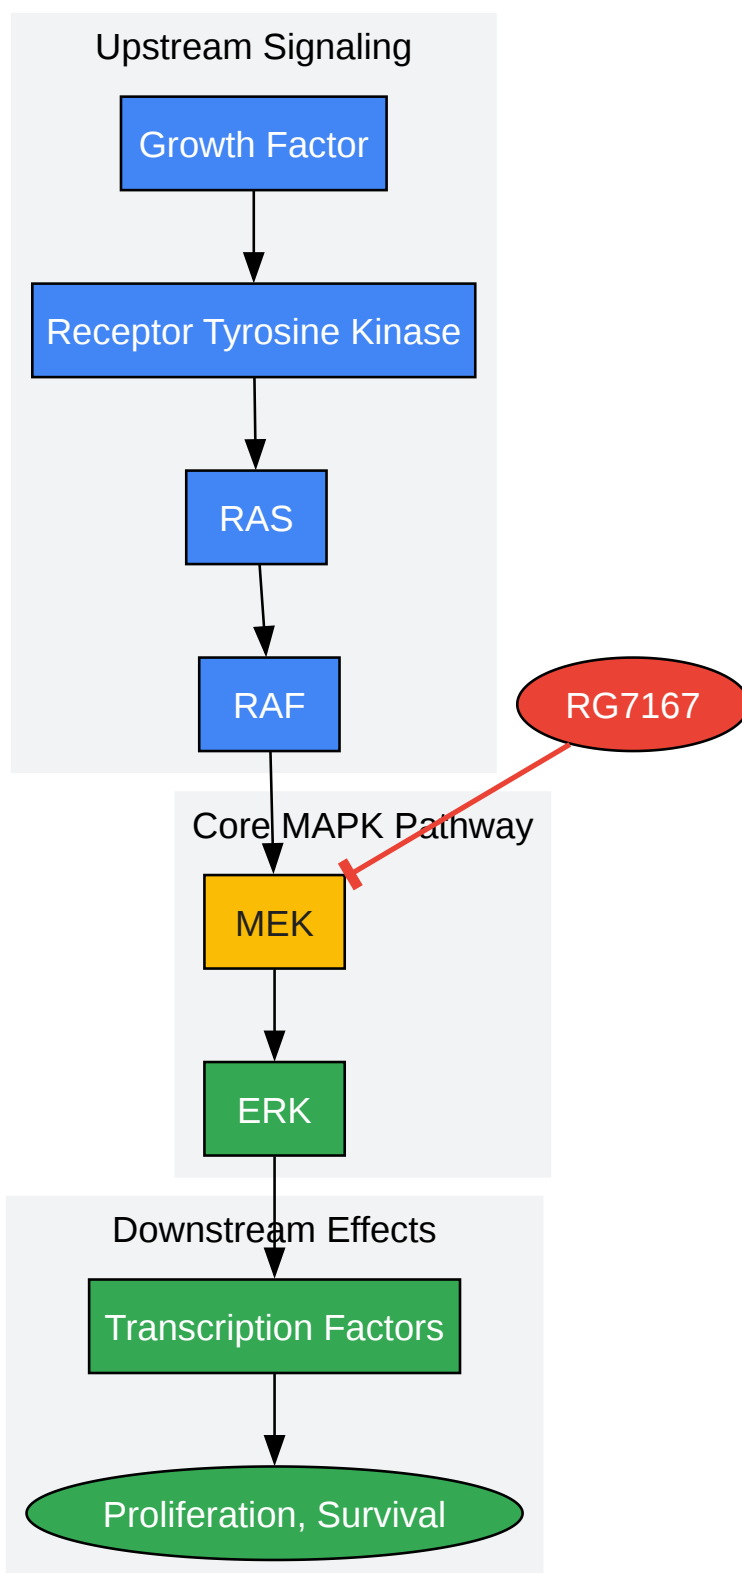 Upstream Signaling
Growth Factor
Receptor Tyrosine Kinase
RAS
RAF
RG7167
Core MAPK Pathway
MEK
ERK
Downstream Effects
Transcription Factors
Proliferation, Survival